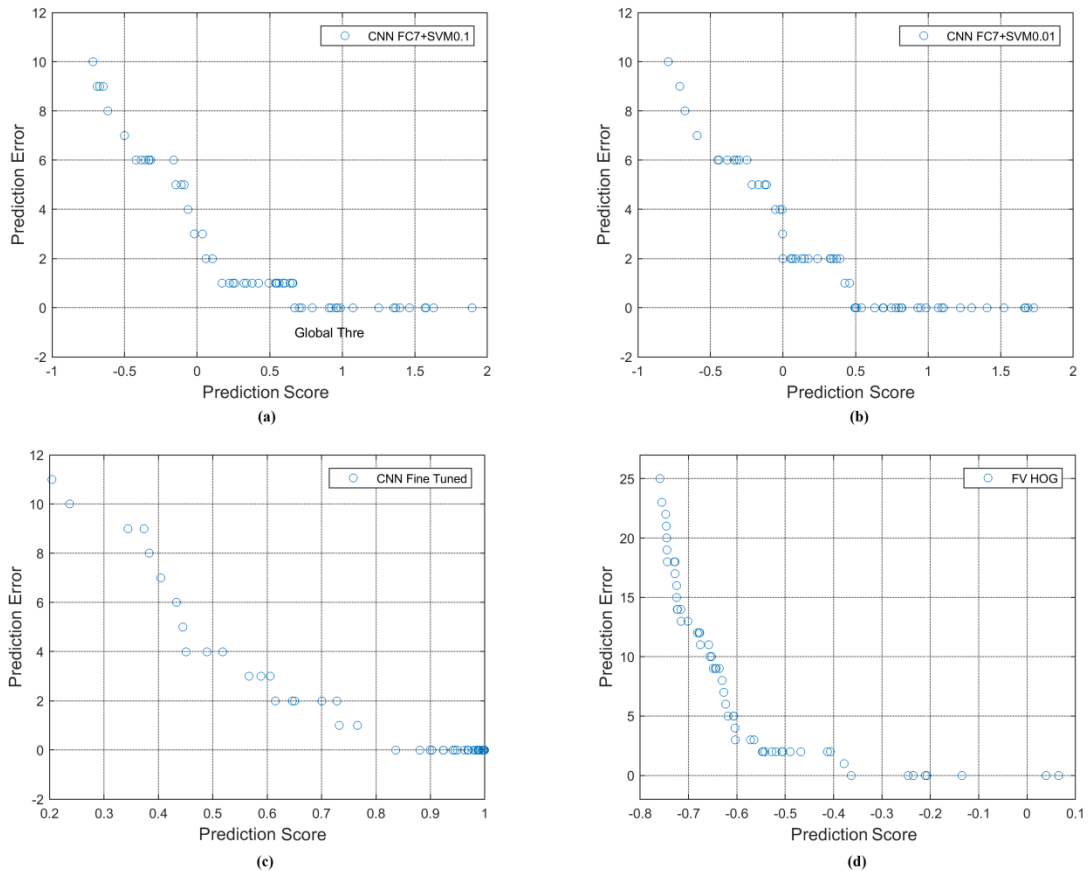 12
10
8
6
4
2
0
-2
Prediction Error
CNN FC7+SVM0.1
Global Thre
-1 -0.5 0 0.5 1 1.5 2
Prediction Score
(a)
12
10
8
6
4
2
0
-2
Prediction Error
CNN FC7+SVM0.01
-1 -0.5 0 0.5 1 1.5 2
Prediction Score
(b)
12
10
8
6
4
2
0
-2
Prediction Error
CNN Fine Tuned
0.2 0.3 0.4 0.5 0.6 0.7 0.8 0.9 1
Prediction Score
(c)
25
20
15
10
5
0
Prediction Error
FV HOG
-0.8 -0.7 -0.6 -0.5 -0.4 -0.3 -0.2 -0.1 0 0.1
Prediction Score
(d)